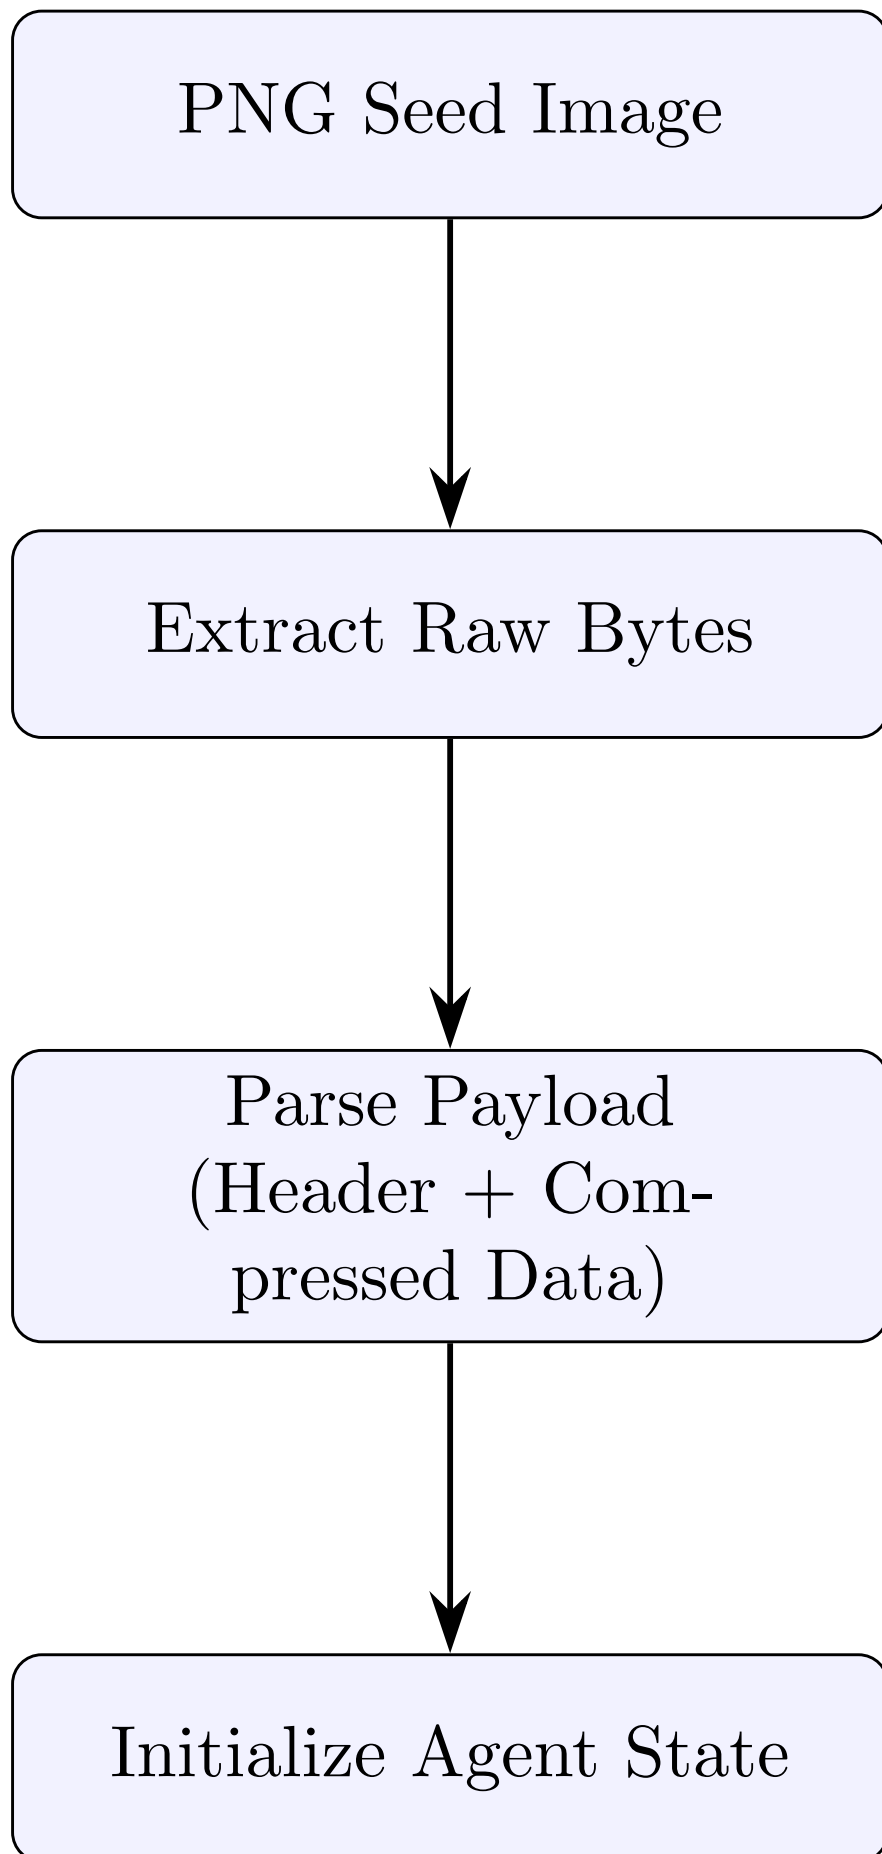 PNG Seed Image
Extract Raw Bytes
Parse Payload
(Header + Com-
pressed Data)
Initialize Agent State